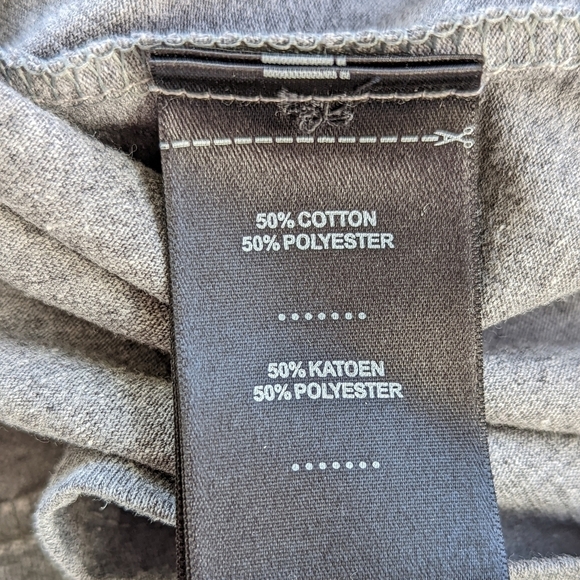 50% COTTON
50% POLYESTER
50% KATOEN
50% POLYESTER